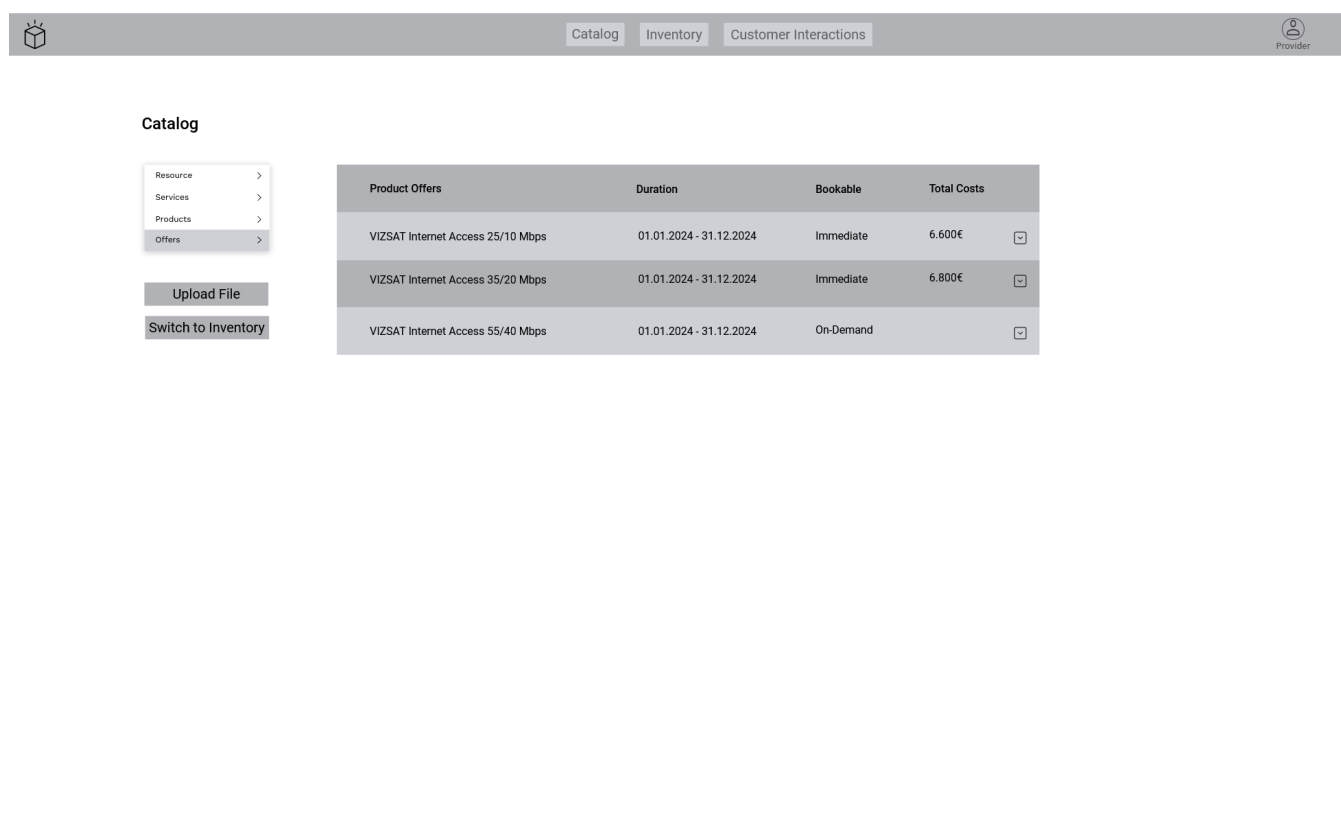 Catalog Inventory Customer Interactions
Provider
Catalog
Resource
Services
Products
Offers
Upload File
Switch to Inventory
Product Offers Duration Bookable Total Costs
VIZSAT Internet Access 25/10 Mbps 01.01.2024 - 31.12.2024 Immediate 6.600€
VIZSAT Internet Access 35/20 Mbps 01.01.2024 - 31.12.2024 Immediate 6.800€
VIZSAT Internet Access 55/40 Mbps 01.01.2024 - 31.12.2024 On-Demand